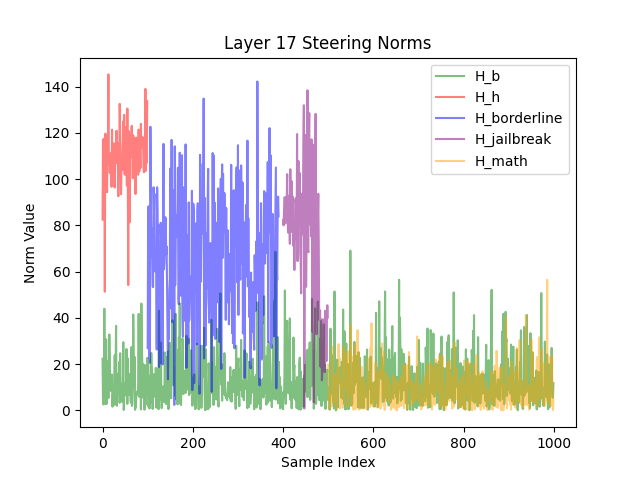 Layer 17 Steering Norms
H_b
H_h
H_borderline
H_jailbreak
H_math
Norm Value
140
120
100
80
60
40
20
0
0 200 400 600 800 1000
Sample Index